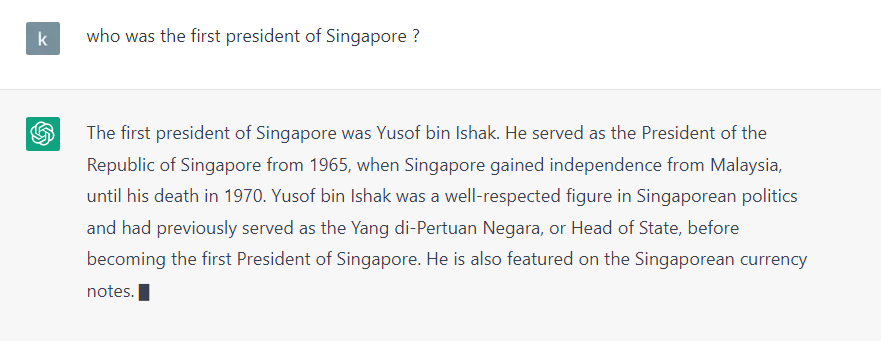 k
who was the first president of Singapore ?
The first president of Singapore was Yusof bin Ishak. He served as the President of the
Republic of Singapore from 1965, when Singapore gained independence from Malaysia,
until his death in 1970. Yusof bin Ishak was a well-respected figure in Singaporean politics
and had previously served as the Yang di-Pertuan Negara, or Head of State, before
becoming the first President of Singapore. He is also featured on the Singaporean currency
notes.